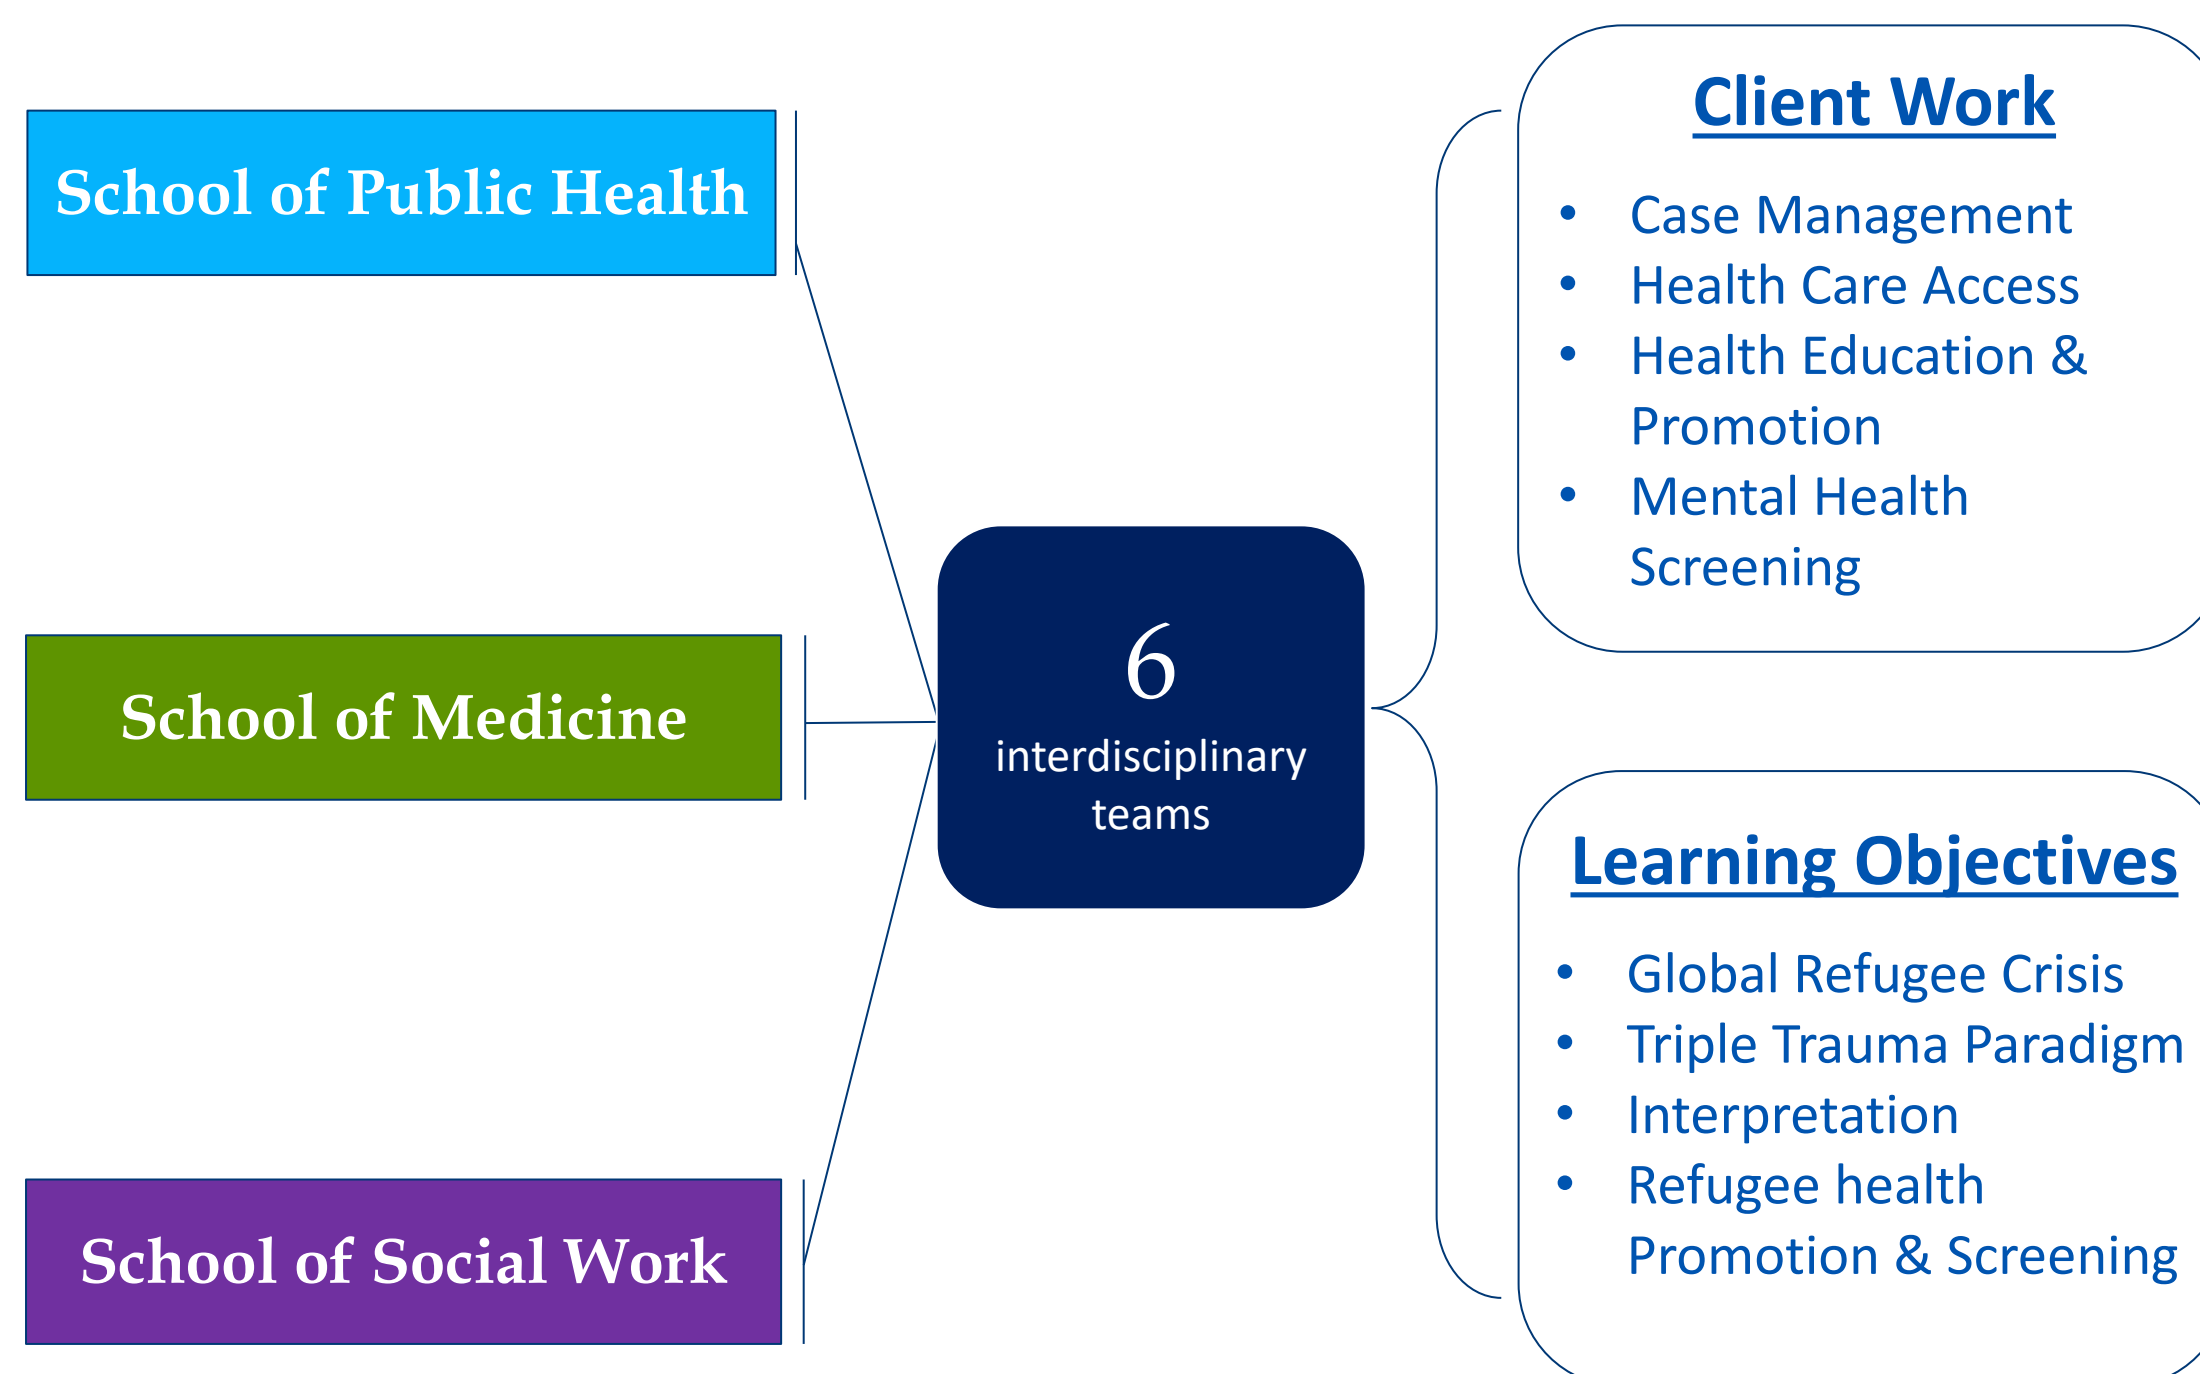 School of Public Health
School of Medicine
School of Social Work
6
interdisciplinary
teams
Client Work
• Case Management
• Health Care Access
• Health Education &
Promotion
• Mental Health
Screening
Learning Objectives
• Global Refugee Crisis
• Triple Trauma Paradigm
• Interpretation
• Refugee health
Promotion & Screening